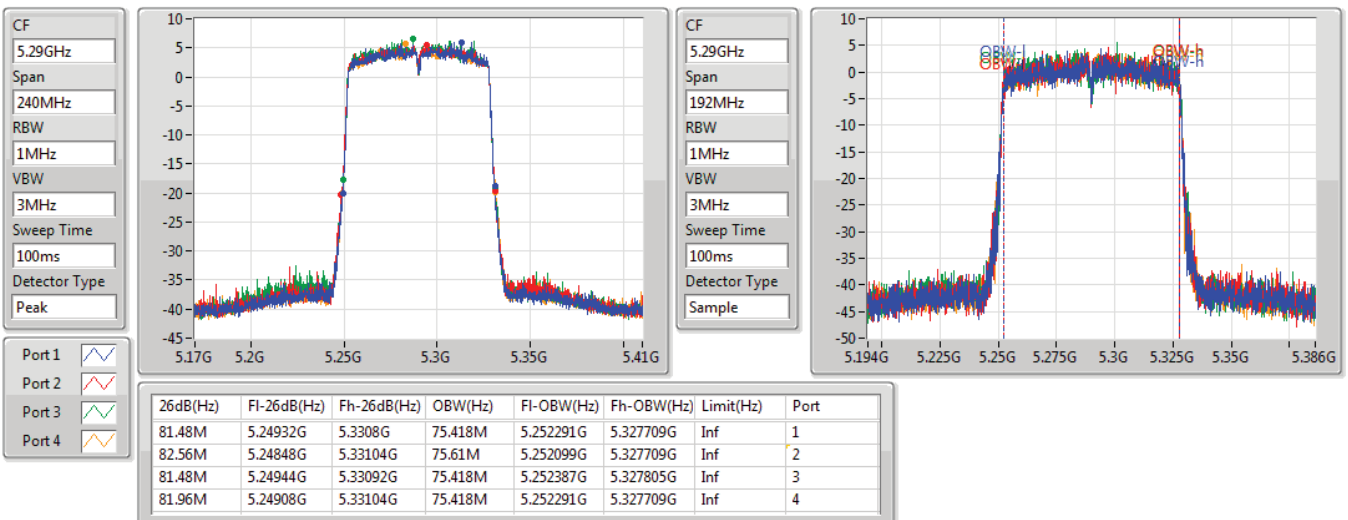 CF
5.29GHz
Span
240MHz
RBW
1MHz
VBW
3MHz
Sweep Time
100ms
Detector Type
Peak
10
5
0
-5
-10
-15
-20
-25
-30
-35
-40
-45
5.17G 5.2G 5.25G 5.3G 5.35G 5.41G
CF
5.29GHz
Span
192MHz
RBW
1MHz
VBW
3MHz
Sweep Time
100ms
Detector Type
Sample
10
5
0
-5
-10
-15
-20
-25
-30
-35
-40
-45
-50
OBW-l OBW-h
5.194G 5.225G 5.25G 5.275G 5.3G 5.325G 5.35G 5.386G
Port 1
Port 2
Port 3
Port 4
26dB(Hz) Fl-26dB(Hz) Fh-26dB(Hz) OBW(Hz) Fl-OBW(Hz) Fh-OBW(Hz) Limit(Hz) Port
81.48M 5.24932G 5.3308G 75.418M 5.252291G 5.327709G Inf 1
82.56M 5.24848G 5.33104G 75.61M 5.252099G 5.327709G Inf 2
81.48M 5.24944G 5.33092G 75.418M 5.252387G 5.327805G Inf 3
81.96M 5.24908G 5.33104G 75.418M 5.252291G 5.327709G Inf 4